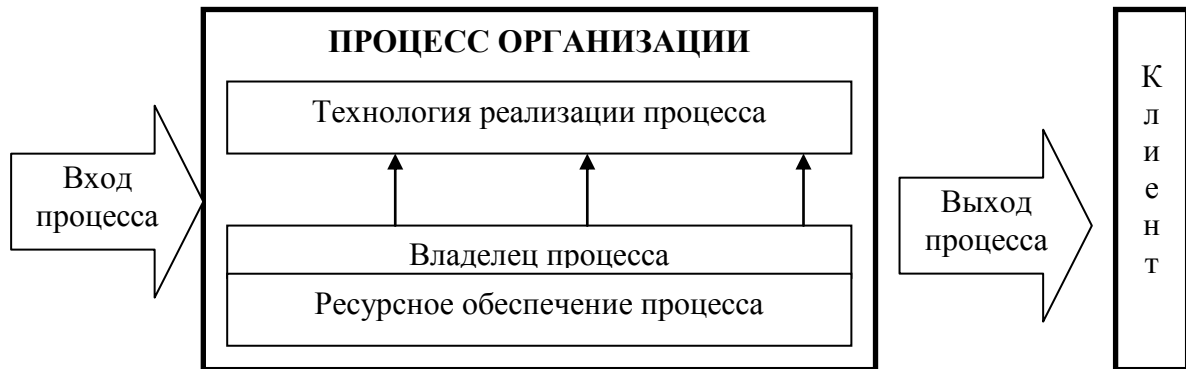 ПРОЦЕСС ОРГАНИЗАЦИИ
Технология реализации процесса
Вход
процесса
Владелец процесса
Ресурсное обеспечение процесса
Выход
процесса
К
л
и
е
н
т